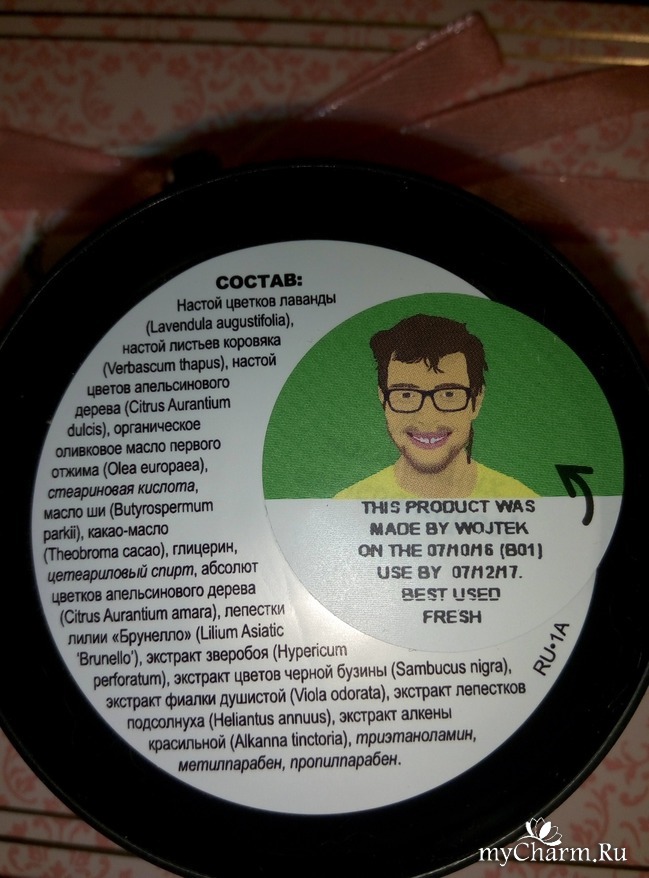 СОСТАВ:
Настой цветков лаванды
(Lavendula augustifolia),
настой листьев коровяка
(Verbascum thapus), настой
цветов апельсинового
дерева (Citrus Aurantium
dulcis), органическое
оливковое масло первого
отжима (Olea europaea),
стеариновая кислота,
масло ши (Butyrospermum
parkii), какао-масло
(Theobroma cacao), глицерин,
цетеариловый спирт, абсолют
цветков апельсинового дерева
(Citrus Aurantium amara), лепестки
лилии «Брунелло» (Lilium Asiatic
'Brunello'), экстракт зверобоя (Hypericum
perforatum), экстракт цветов черной бузины (Sambucus nigra),
экстракт фиалки душистой (Viola odorata), экстракт лепестков
подсолнуха (Heliantus annuus), экстракт алкены
красильной (Alkanna tinctoria), триэтаноламин,
метилпарабен, пропилпарабен.
THIS PRODUCT WAS
MADE BY WOJTEK
ON THE 07/10/16 (B01)
USE BY 07/12/17.
BEST USED
FRESH
RU•1A
myCharm.Ru